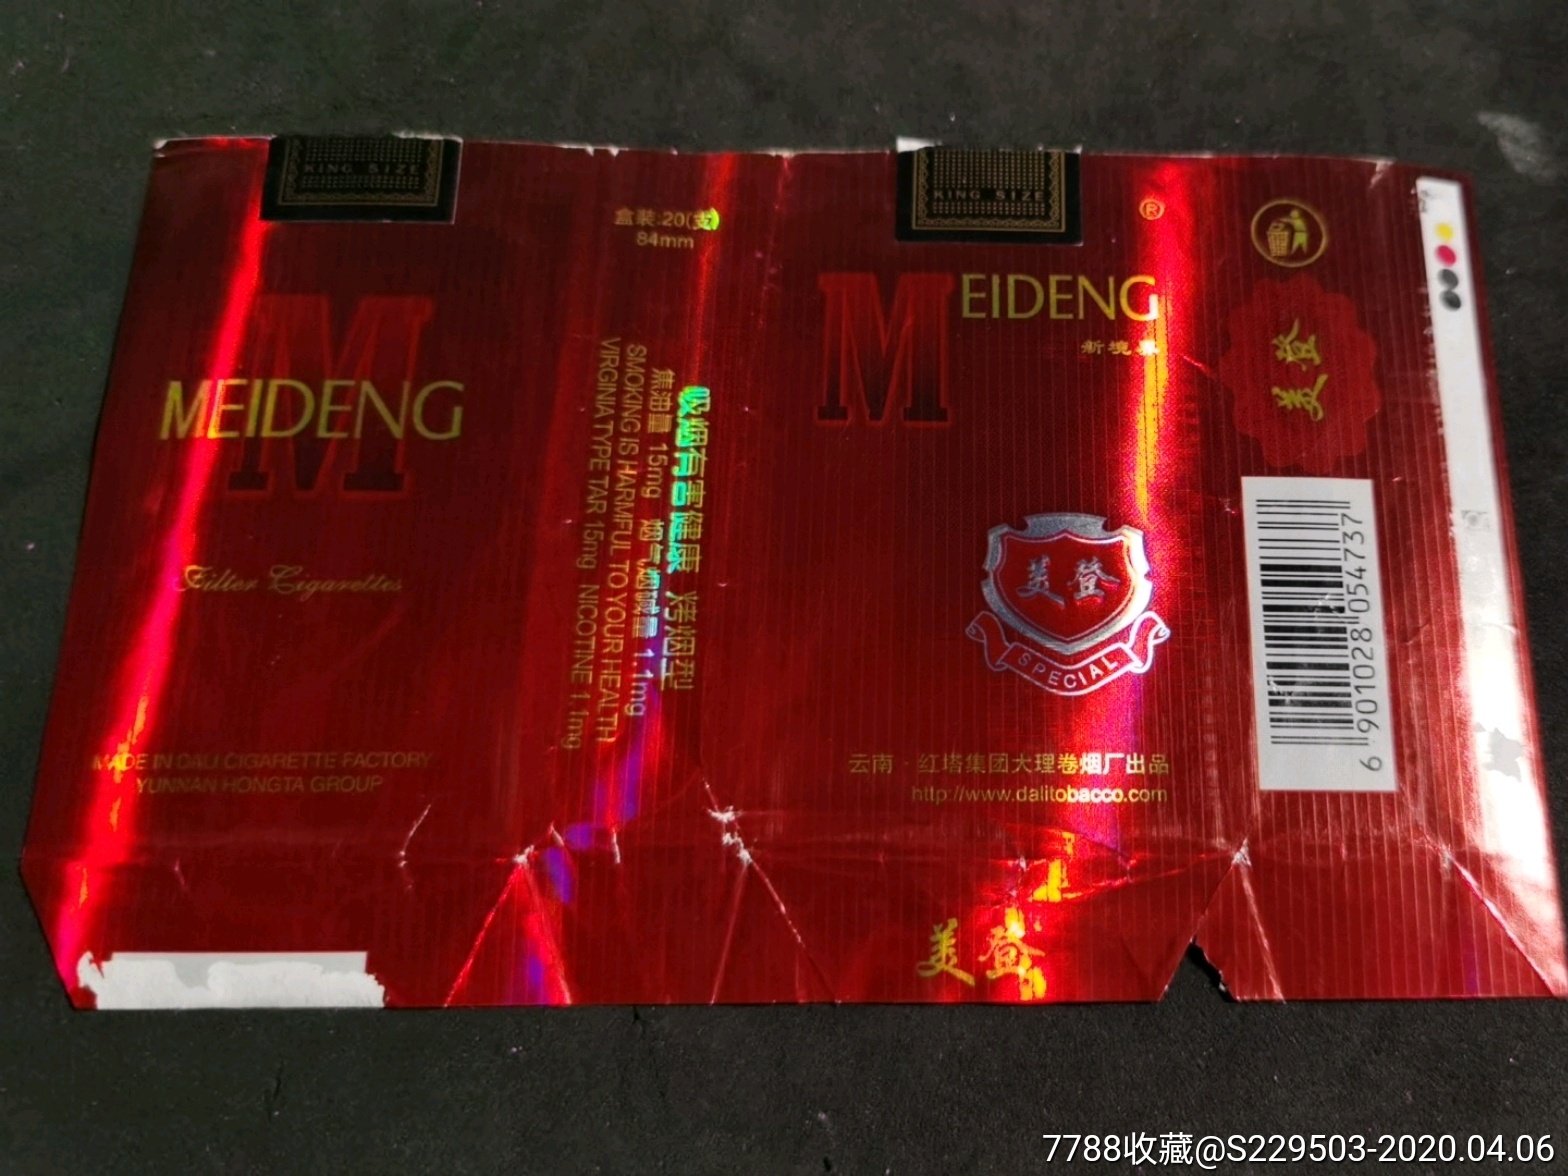 KING SIZE
MEIDENG
Filter Cigarettes
MADE IN DALI CIGARETTE FACTORY
YUNNAN HONGTA GROUP
盒装:20(支)
84mm
吸烟有害健康 烤烟型
焦油量 15mg 烟气烟碱量 1.1mg
SMOKING IS HARMFUL TO YOUR HEALTH
VIRGINIA TYPE TAR 15mg NICOTINE 1.1mg
KING SIZE
®
MEIDENG
新境界
美登
SPECIAL
云南·红塔集团大理卷烟厂出品
http://www.dalitobacco.com
美登
美登
6901028054737
7788收藏@S229503-2020.04.06